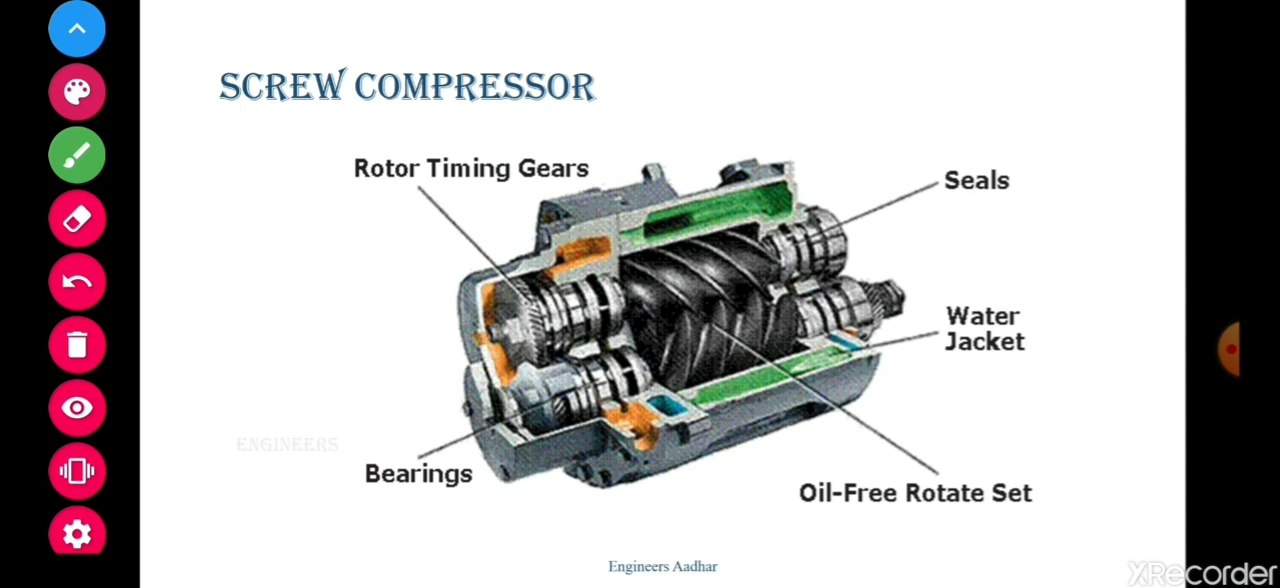 SCREW COMPRESSOR
Rotor Timing Gears
Seals
Water
Jacket
ENGINEERS
Bearings
Oil-Free Rotate Set
Engineers Aadhar
XRecorder